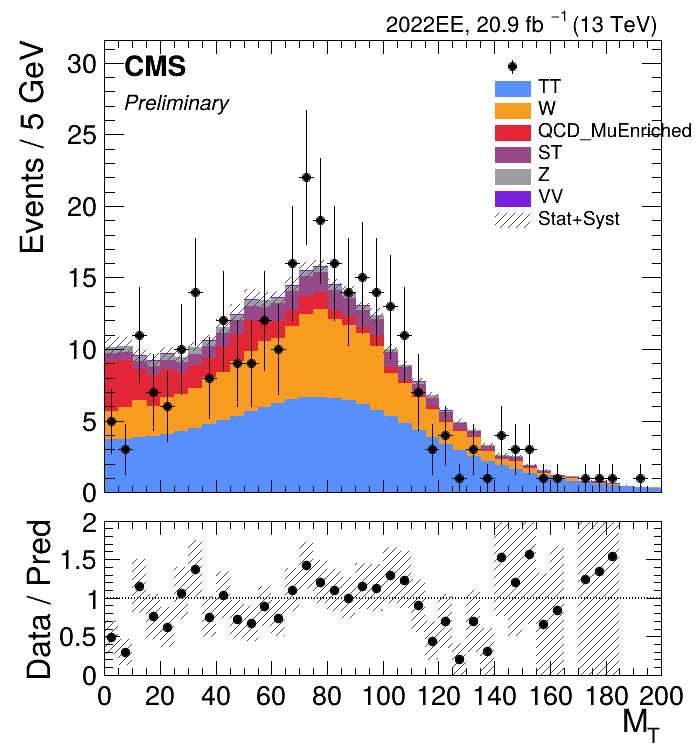 2022EE, 20.9 fb⁻¹ (13 TeV)
Events / 5 GeV
CMS
Preliminary
TT
W
QCD_MuEnriched
ST
Z
VV
Stat+Syst
30
25
20
15
10
5
0
Data / Pred
2
1.5
1
0.5
0
0 20 40 60 80 100 120 140 160 180 200
M_T